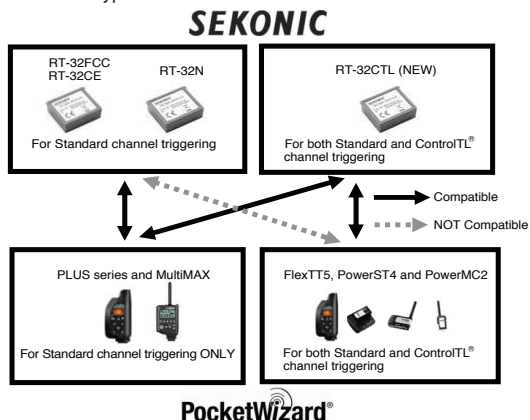 SEKONIC
RT-32FCC
RT-32CE
RT-32N
For Standard channel triggering
RT-32CTL (NEW)
For both Standard and ControlTL®
channel triggering
Compatible
NOT Compatible
PLUS series and MultiMAX
For Standard channel triggering ONLY
FlexTT5, PowerST4 and PowerMC2
For both Standard and ControlTL®
channel triggering
PocketWizard®